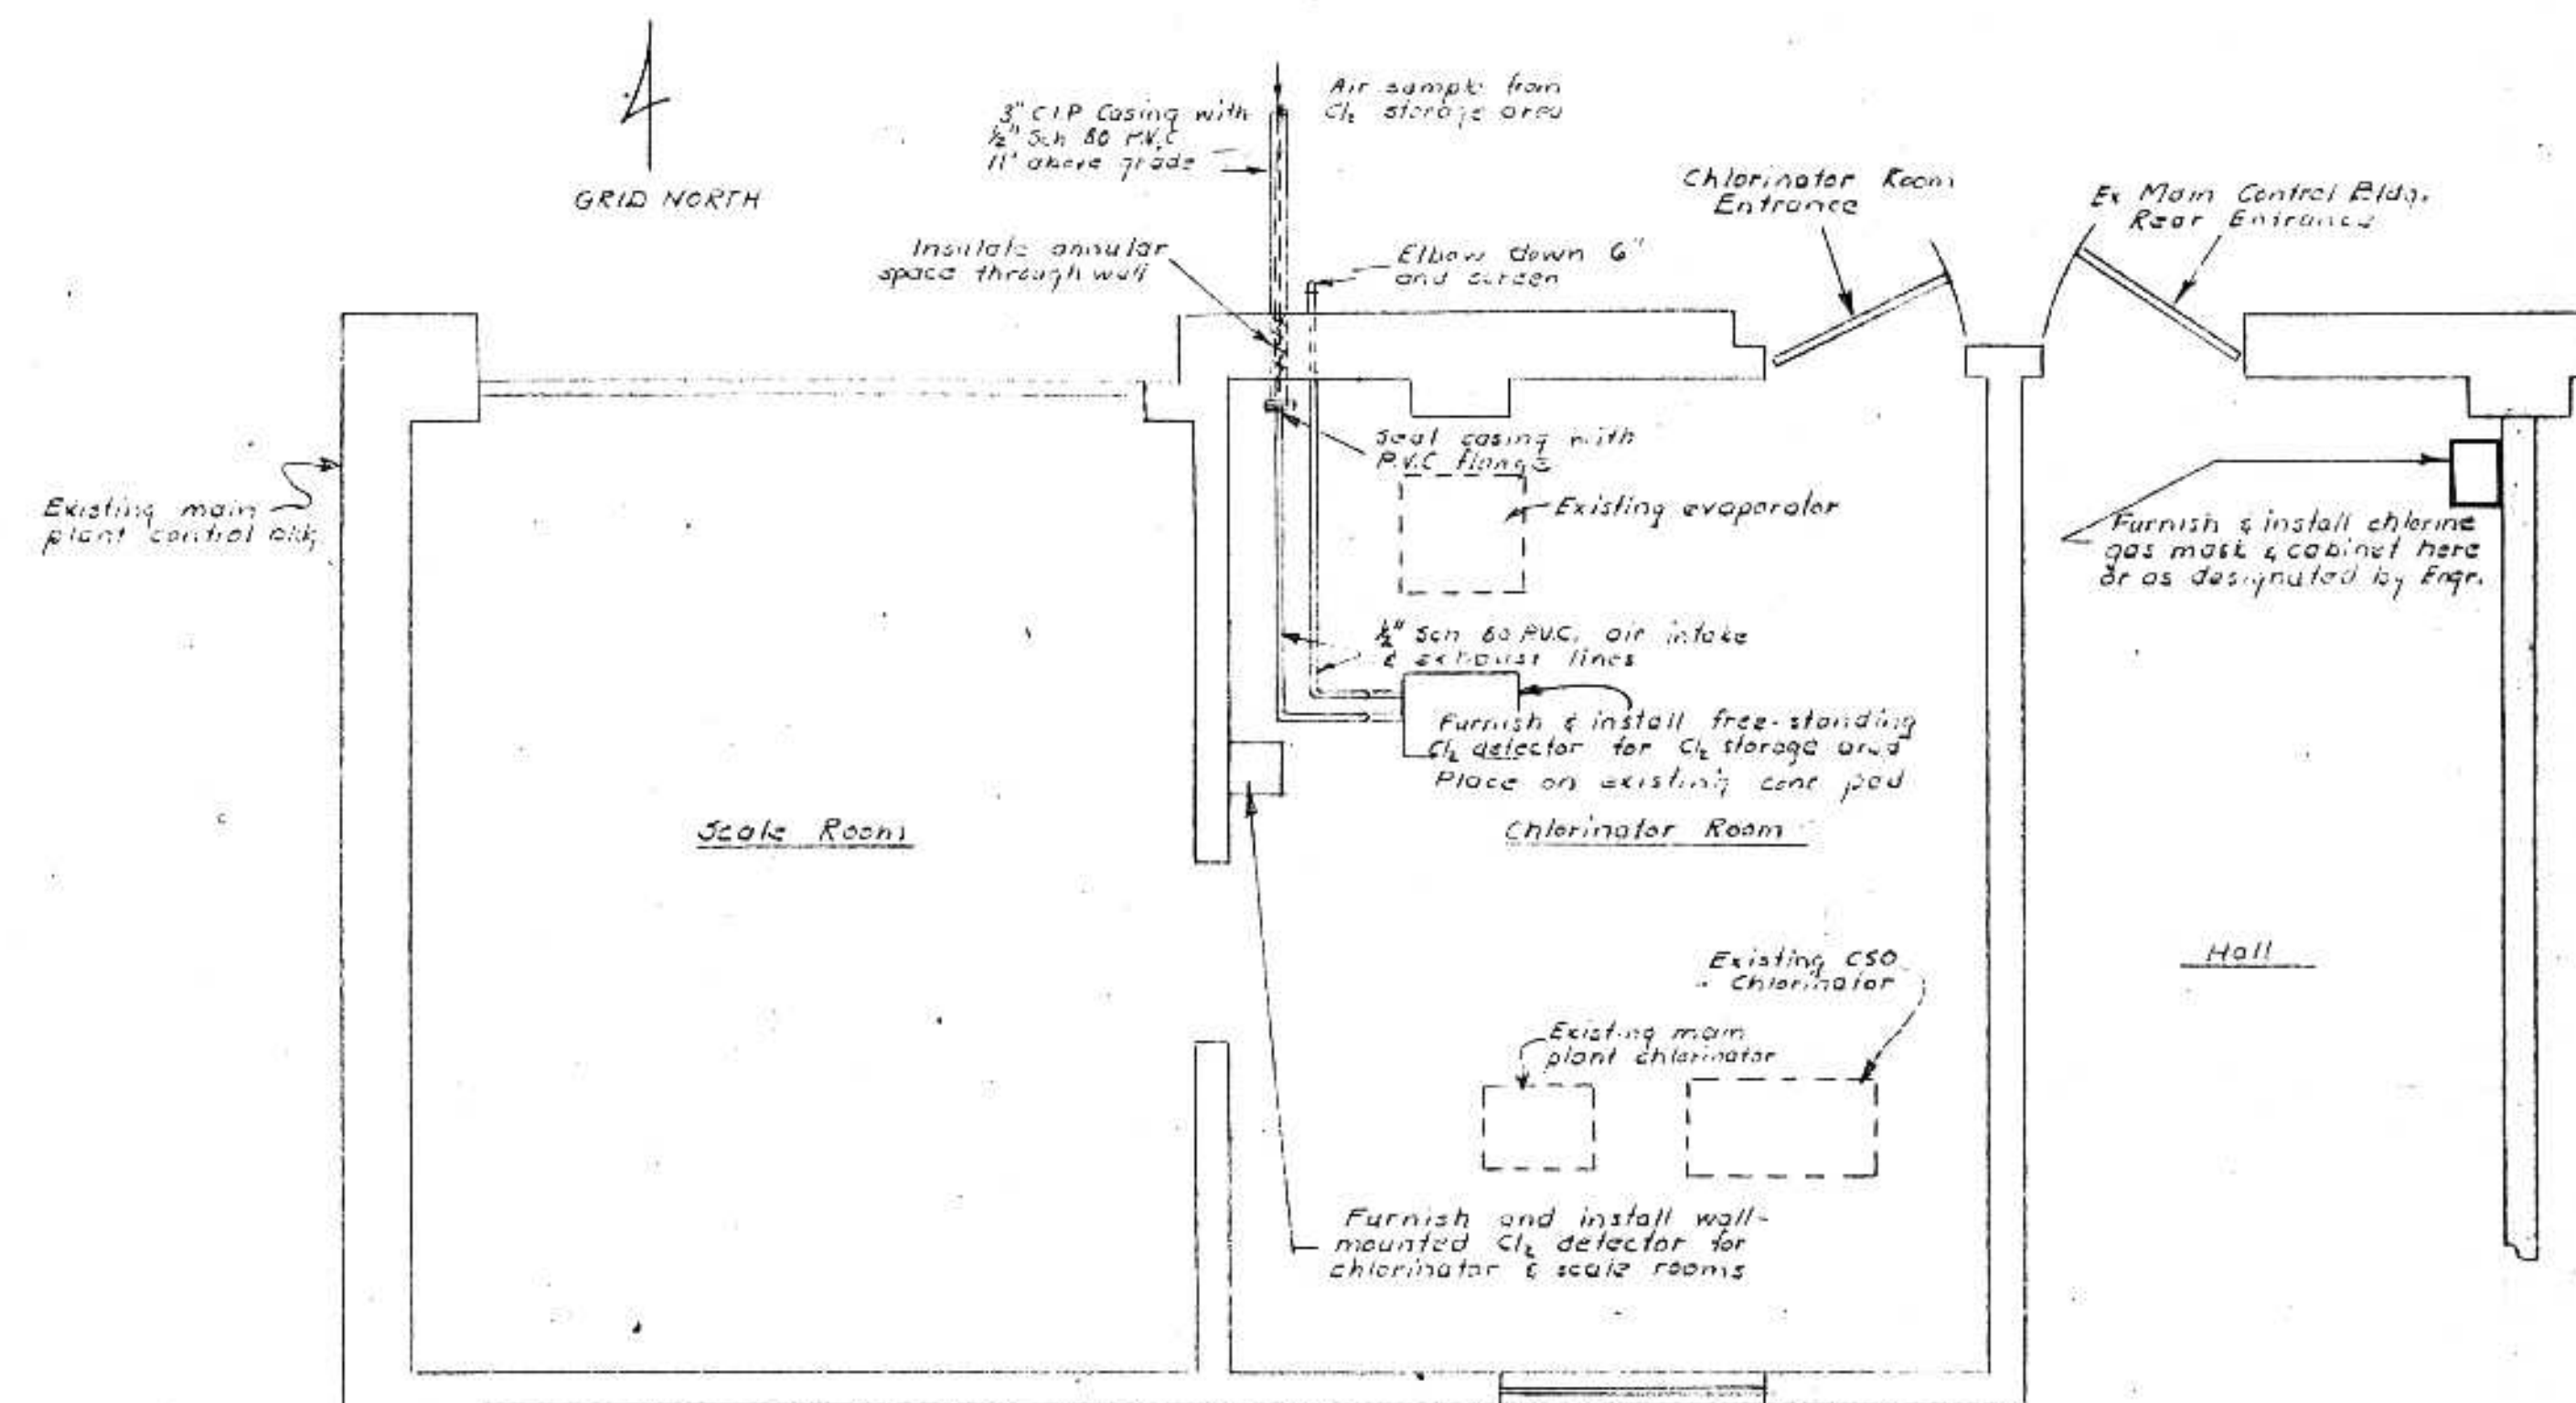 GRID NORTH
3" C.I.P Casing with
½" Sch 80 P.V.C
11' above grade
Air sample from
Cl₂ storage area
Insulate annular
space through wall
Elbow down 6"
and screen
Chlorinator Room
Entrance
Ex Main Control Bldg.
Rear Entrance
Existing main
plant control bldg
Seal casing with
P.V.C flange
Existing evaporator
Furnish & install chlorine
gas mask & cabinet here
or as designated by Engr.
½" Sch 80 P.V.C. air intake
& exhaust lines
Furnish & install free-standing
Cl₂ detector for Cl₂ storage area
Place on existing conc pad
Scale Room
Chlorinator Room
Hall
Existing CSO
Chlorinator
Existing main
plant chlorinator
Furnish and install wall-
mounted Cl₂ detector for
chlorinator & scale rooms